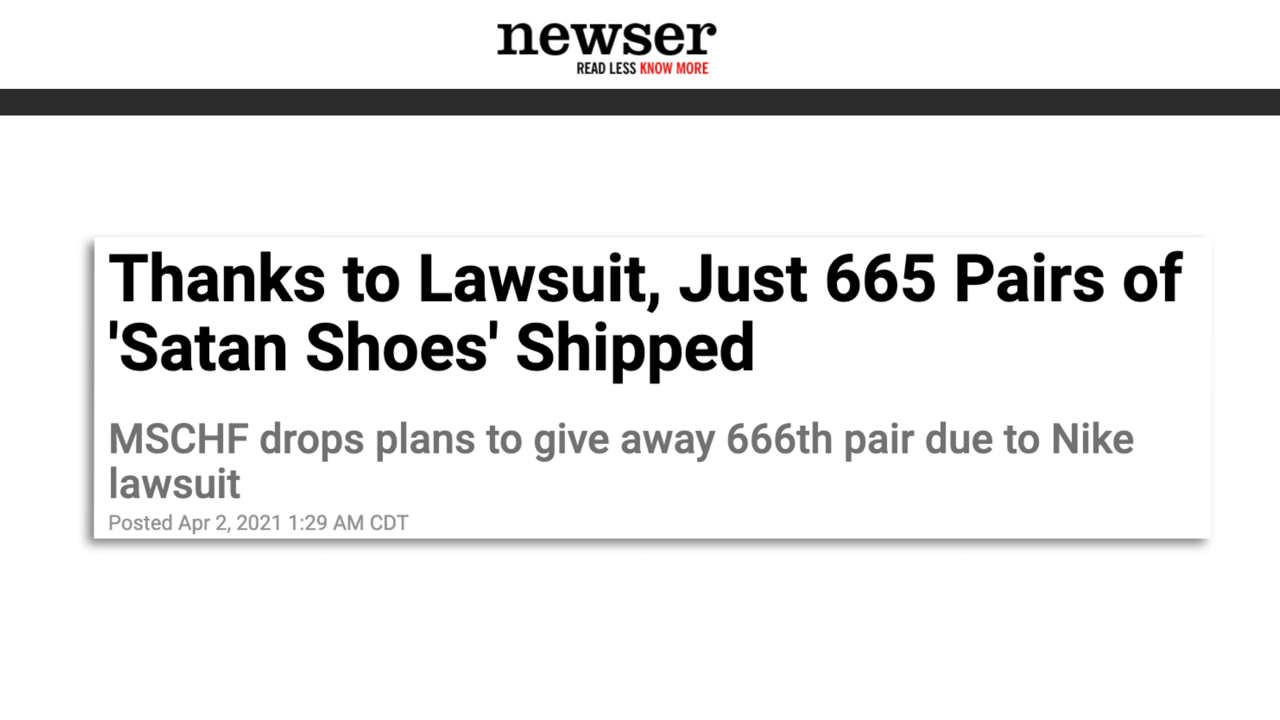 newser
READ LESS KNOW MORE
Thanks to Lawsuit, Just 665 Pairs of
'Satan Shoes' Shipped
MSCHF drops plans to give away 666th pair due to Nike
lawsuit
Posted Apr 2, 2021 1:29 AM CDT